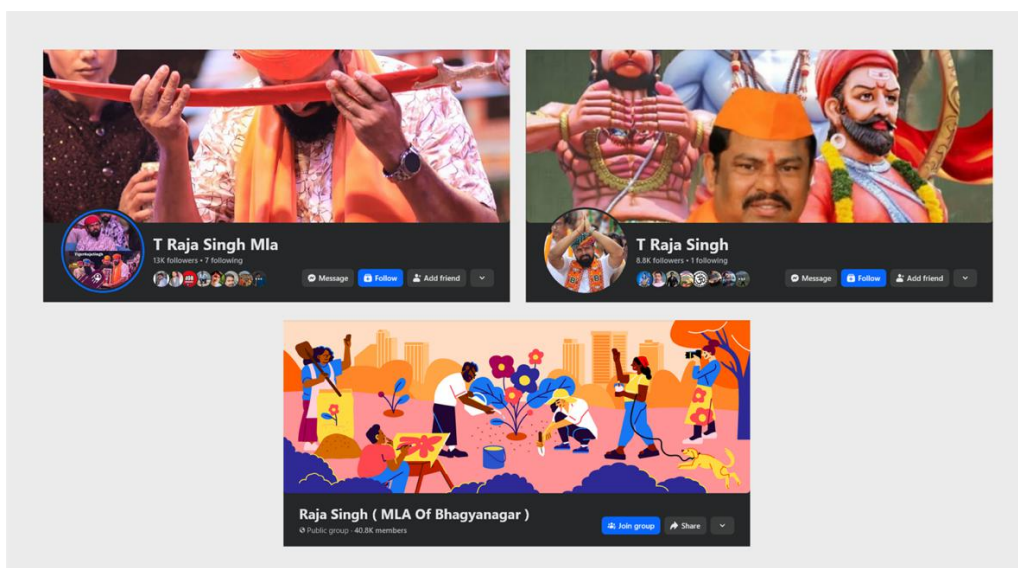 T Raja Singh Mla
13K followers • 7 following
Message
Follow
Add friend
T Raja Singh
8.8K followers • 1 following
Message
Follow
Add friend
Raja Singh ( MLA Of Bhagyanagar )
Public group · 40.8K members
Join group
Share